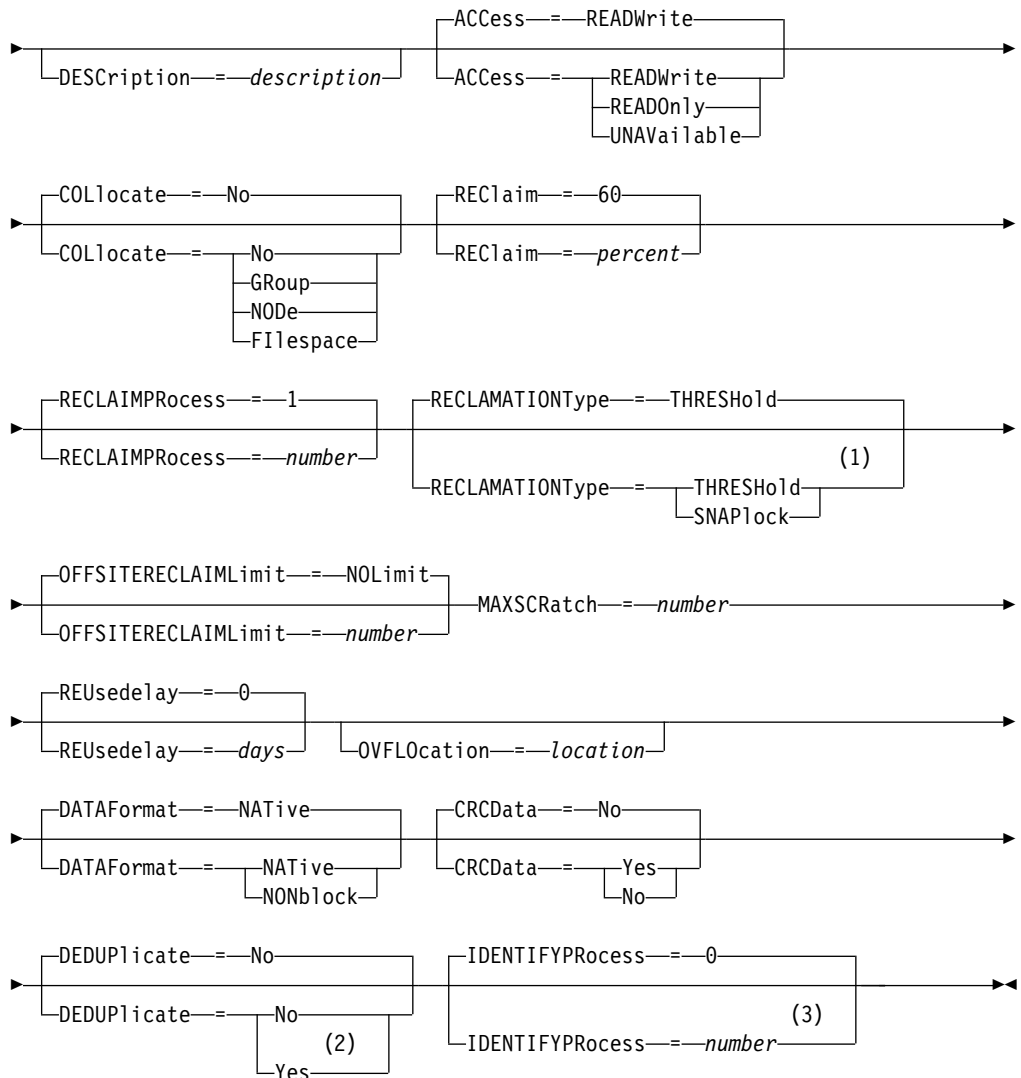 ACCess = READWrite
DESCription = description ACCess = READWrite
READOnly
UNAVailable
COLlocate = No REClaim = 60
COLlocate = No REClaim = percent
GRoup
NODe
FIlespace
RECLAIMPRocess = 1 RECLAMATIONType = THRESHold
(1)
RECLAIMPRocess = number RECLAMATIONType = THRESHold
SNAPlock
OFFSITERECLAIMLimit = NOLimit
MAXSCRatch = number
OFFSITERECLAIMLimit = number
REUsedelay = 0
REUsedelay = days OVFLOcation = location
DATAFormat = NATive CRCData = No
DATAFormat = NATive CRCData = Yes
NONblock No
DEDUPlicate = No IDENTIFYPRocess = 0
DEDUPlicate = No (3)
(2) IDENTIFYPRocess = number
Yes